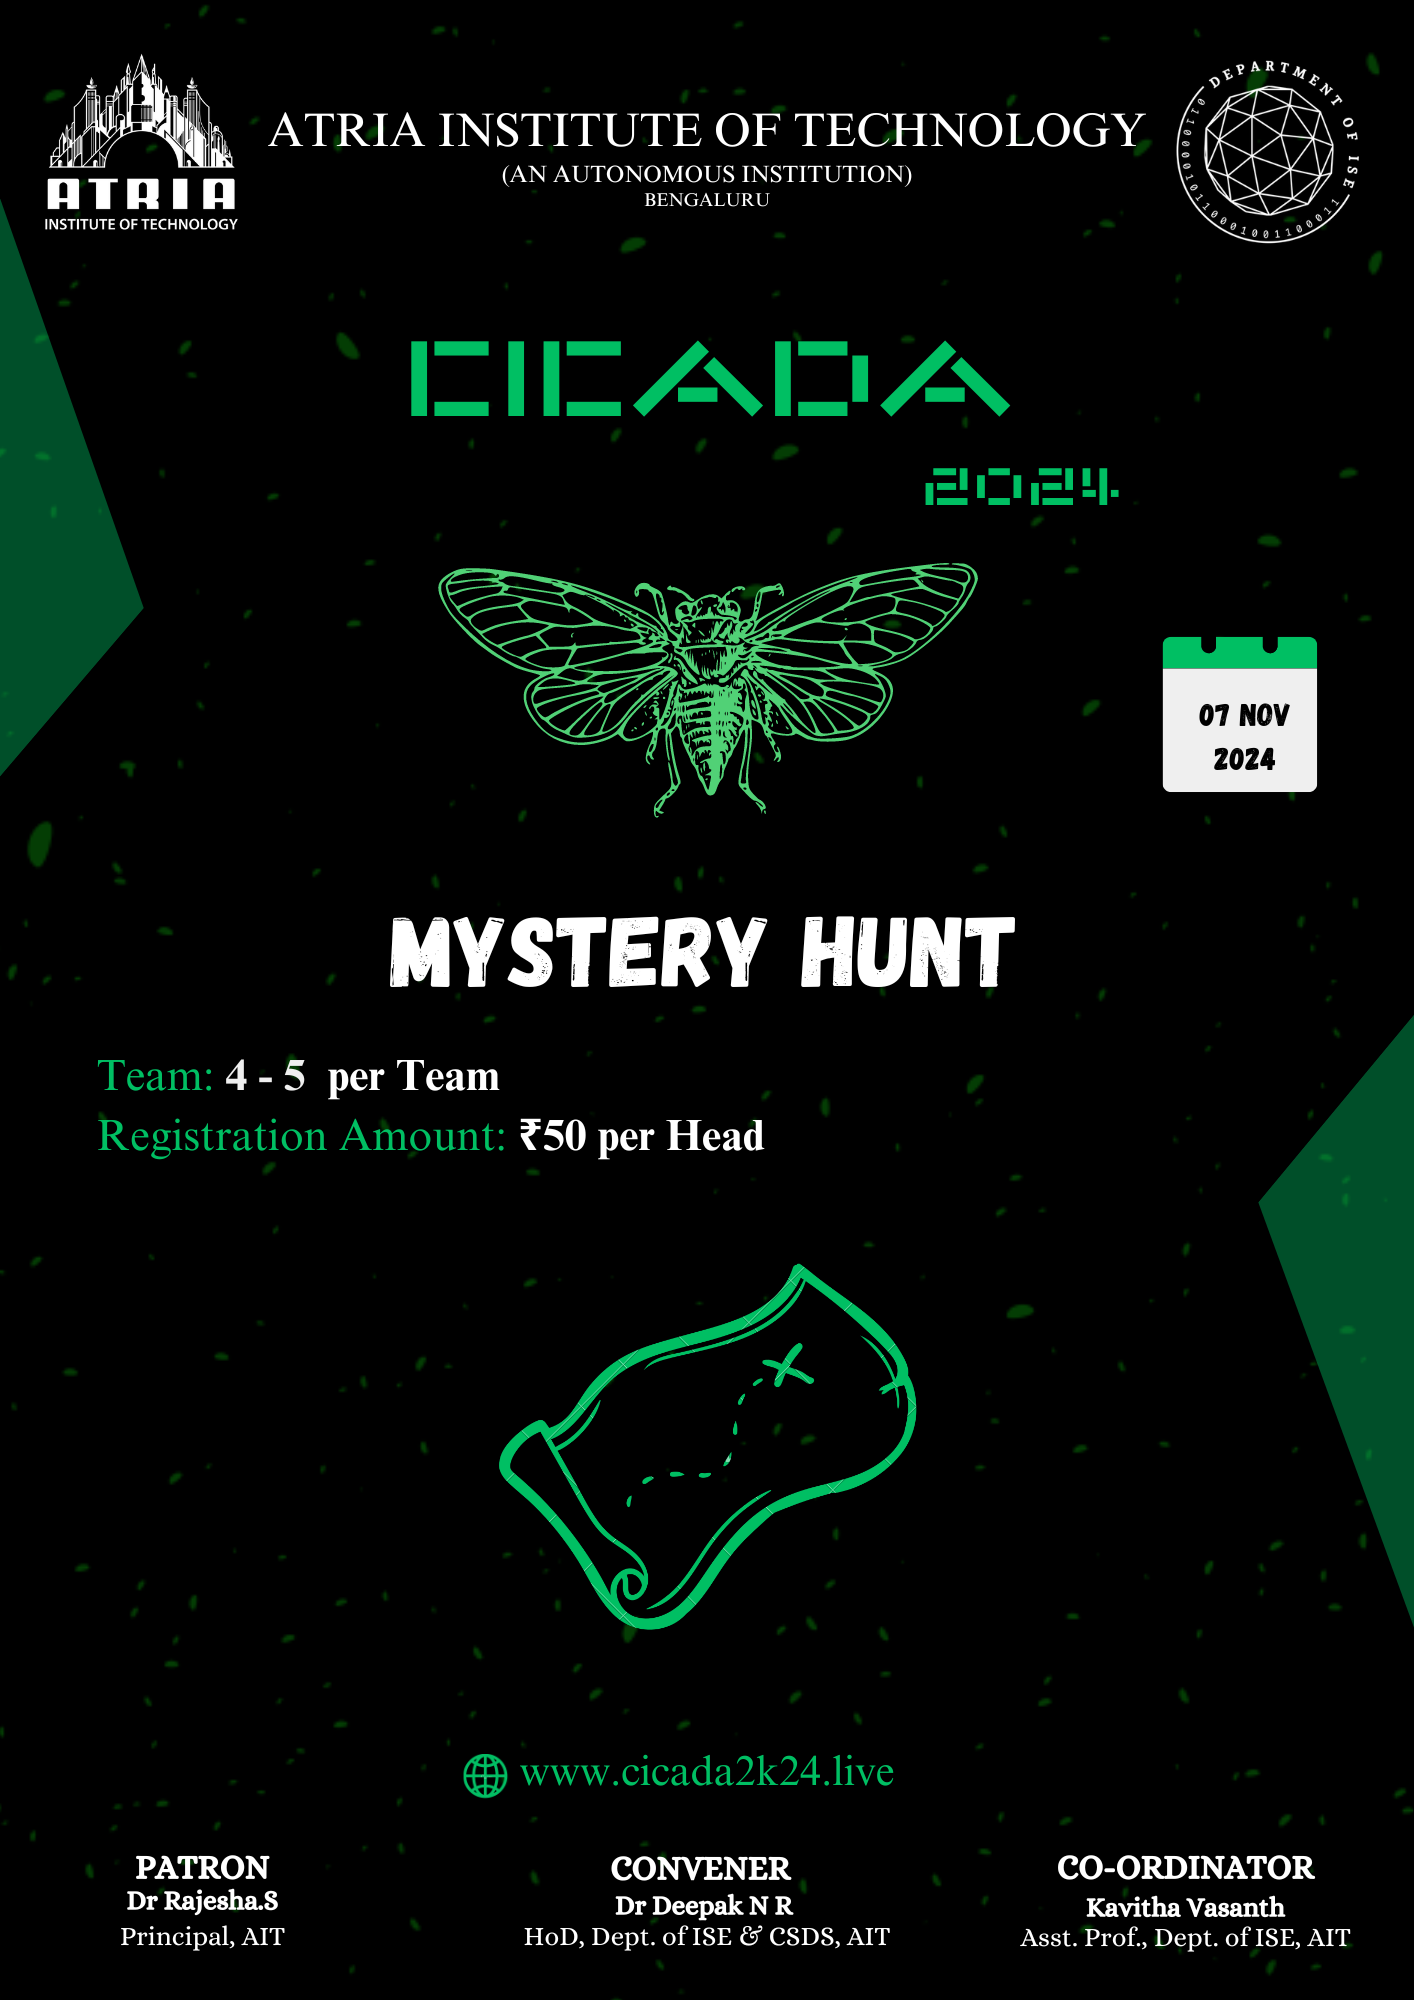 ATRIA
INSTITUTE OF TECHNOLOGY
ATRIA INSTITUTE OF TECHNOLOGY
(AN AUTONOMOUS INSTITUTION)
BENGALURU
DEPARTMENT OF ISE
CICADA
2024
07 NOV
2024
MYSTERY HUNT
Team: 4 - 5 per Team
Registration Amount: ₹50 per Head
www.cicada2k24.live
PATRON
Dr Rajesha.S
Principal, AIT
CONVENER
Dr Deepak N R
HoD, Dept. of ISE & CSDS, AIT
CO-ORDINATOR
Kavitha Vasanth
Asst. Prof., Dept. of ISE, AIT